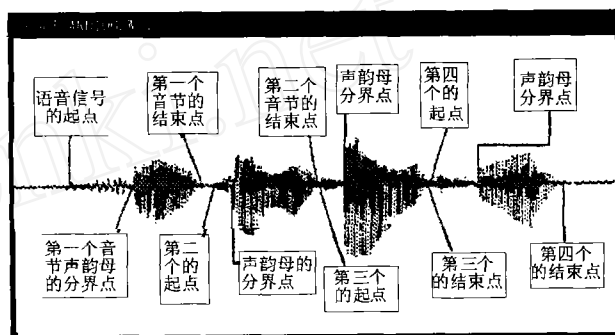 语音信号
的起点
第一个
音节的
结束点
第二个
音节的
结束点
声韵母
分界点
第四
个的
起点
声韵母
分界点
第一个音
节声韵母
的分界点
第二
个的
起点
声韵母的
分界点
第三个
的起点
第三个
的结束点
第四个
的结束点